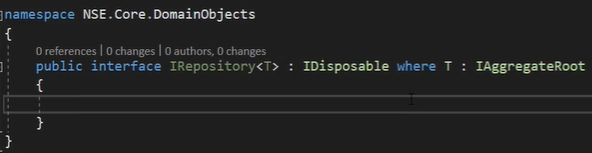 namespace NSE.Core.DomainObjects
{
0 references | 0 changes | 0 authors, 0 changes
public interface IRepository<T> : IDisposable where T : IAggregateRoot
{
}
}